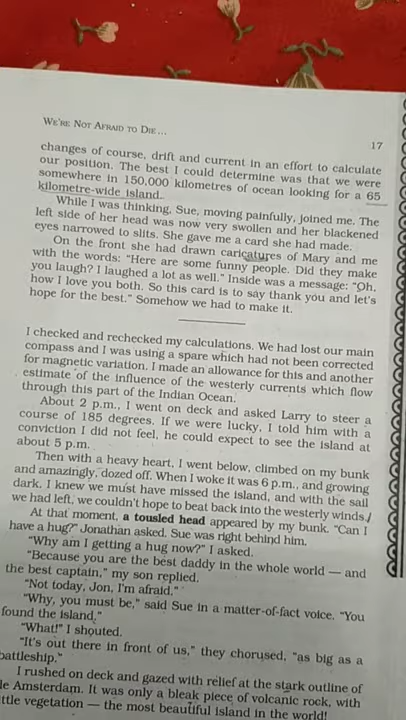 WE'RE NOT AFRAID TO DIE...
17
changes of course, drift and current in an effort to calculate
our position. The best I could determine was that we were
somewhere in 150,000 kilometres of ocean looking for a 65
kilometre-wide island.
While I was thinking, Sue, moving painfully, joined me. The
left side of her head was now very swollen and her blackened
eyes narrowed to slits. She gave me a card she had made.
On the front she had drawn caricatures of Mary and me
with the words: "Here are some funny people. Did they make
you laugh? I laughed a lot as well." Inside was a message: "Oh,
how I love you both. So this card is to say thank you and let's
hope for the best." Somehow we had to make it.
I checked and rechecked my calculations. We had lost our main
compass and I was using a spare which had not been corrected
for magnetic variation. I made an allowance for this and another
estimate of the influence of the westerly currents which flow
through this part of the Indian Ocean.
About 2 p.m., I went on deck and asked Larry to steer a
course of 185 degrees. If we were lucky, I told him with a
conviction I did not feel, he could expect to see the island at
about 5 p.m.
Then with a heavy heart, I went below, climbed on my bunk
and amazingly, dozed off. When I woke it was 6 p.m., and growing
dark. I knew we must have missed the island, and with the sail
we had left, we couldn't hope to beat back into the westerly winds.
At that moment, a tousled head appeared by my bunk. "Can I
have a hug?" Jonathan asked. Sue was right behind him.
"Why am I getting a hug now?" I asked.
"Because you are the best daddy in the whole world — and
the best captain," my son replied.
"Not today, Jon, I'm afraid."
"Why, you must be," said Sue in a matter-of-fact voice. "You
found the island."
"What!" I shouted.
"It's out there in front of us," they chorused, "as big as a
battleship."
I rushed on deck and gazed with relief at the stark outline of
le Amsterdam. It was only a bleak piece of volcanic rock, with
ttle vegetation — the most beautiful island in the world!